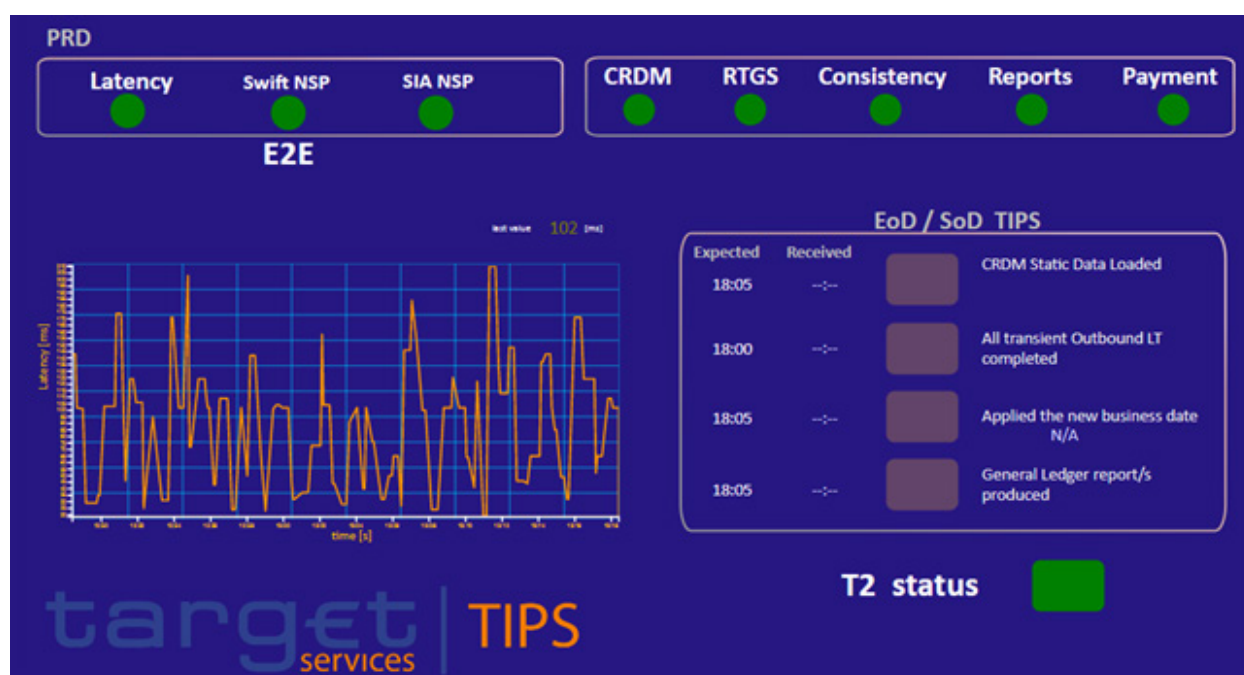 PRD
Latency Swift NSP SIA NSP
E2E
CRDM RTGS Consistency Reports Payment
last value 102 [ms]
Latency [ms]
time [s]
EoD / SoD TIPS
Expected Received
18:05 --:-- CRDM Static Data Loaded
18:00 --:-- All transient Outbound LT
completed
18:05 --:-- Applied the new business date
N/A
18:05 --:-- General Ledger report/s
produced
T2 status
target
services
TIPS